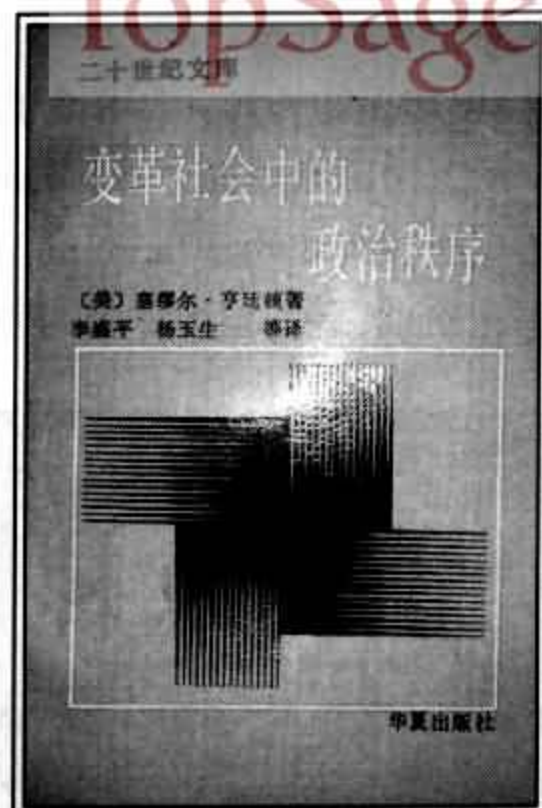 TopSage
二十世纪文库
变革社会中的
政治秩序
〔美〕塞缪尔·亨廷顿著
李盛平 杨玉生 等译
华夏出版社